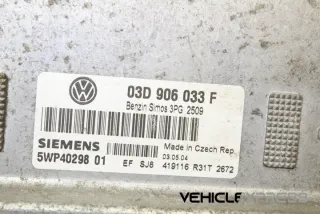 03D 906 033 F
Benzin Simos 3PG 2509
SIEMENS
Made in Czech Rep.
5WP40298 01
03.05.04
EF SJ8 419116 R31T 2672
VEHICLE